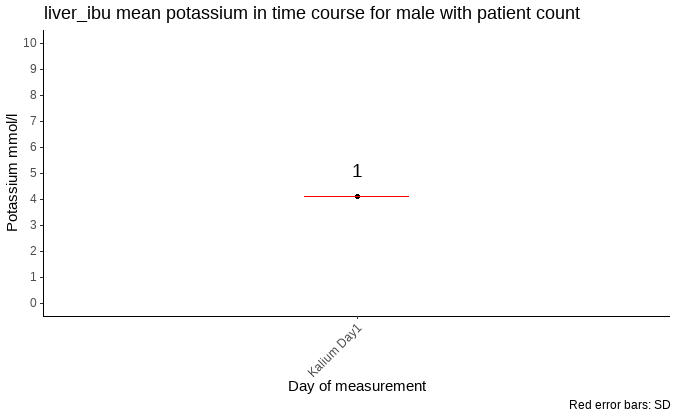 liver_ibu mean potassium in time course for male with patient count
10
9
8
7
6
5
4
3
2
1
0
Potassium mmol/l
1
Kalium Day1
Day of measurement
Red error bars: SD